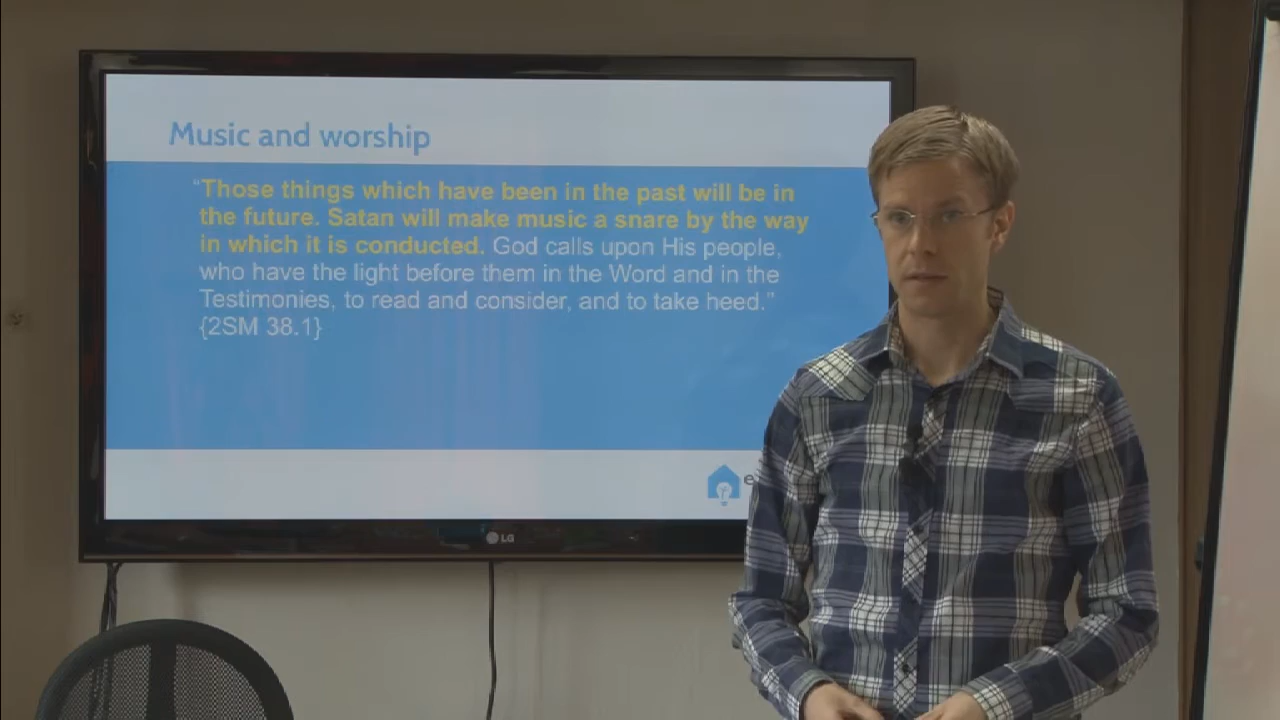 Music and worship
“Those things which have been in the past will be in
the future. Satan will make music a snare by the way
in which it is conducted. God calls upon His people,
who have the light before them in the Word and in the
Testimonies, to read and consider, and to take heed.”
{2SM 38.1}
LG